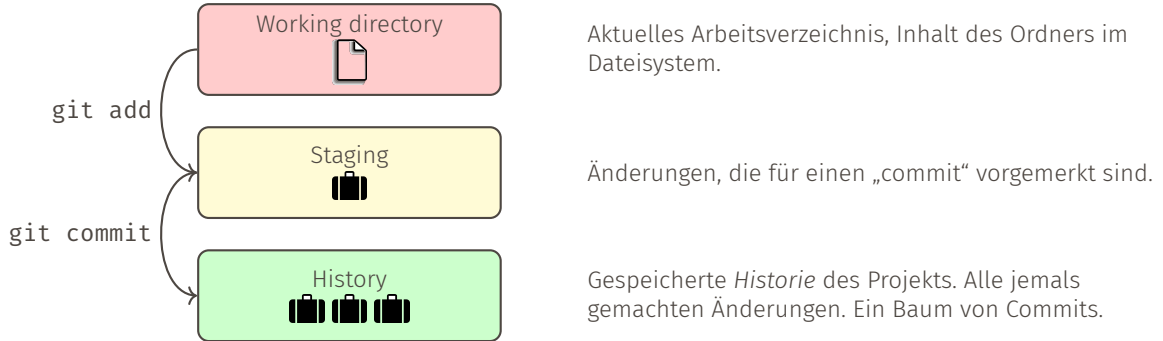 Working directory
Aktuelles Arbeitsverzeichnis, Inhalt des Ordners im
Dateisystem.
git add
Staging
Änderungen, die für einen „commit“ vorgemerkt sind.
git commit
History
Gespeicherte Historie des Projekts. Alle jemals
gemachten Änderungen. Ein Baum von Commits.